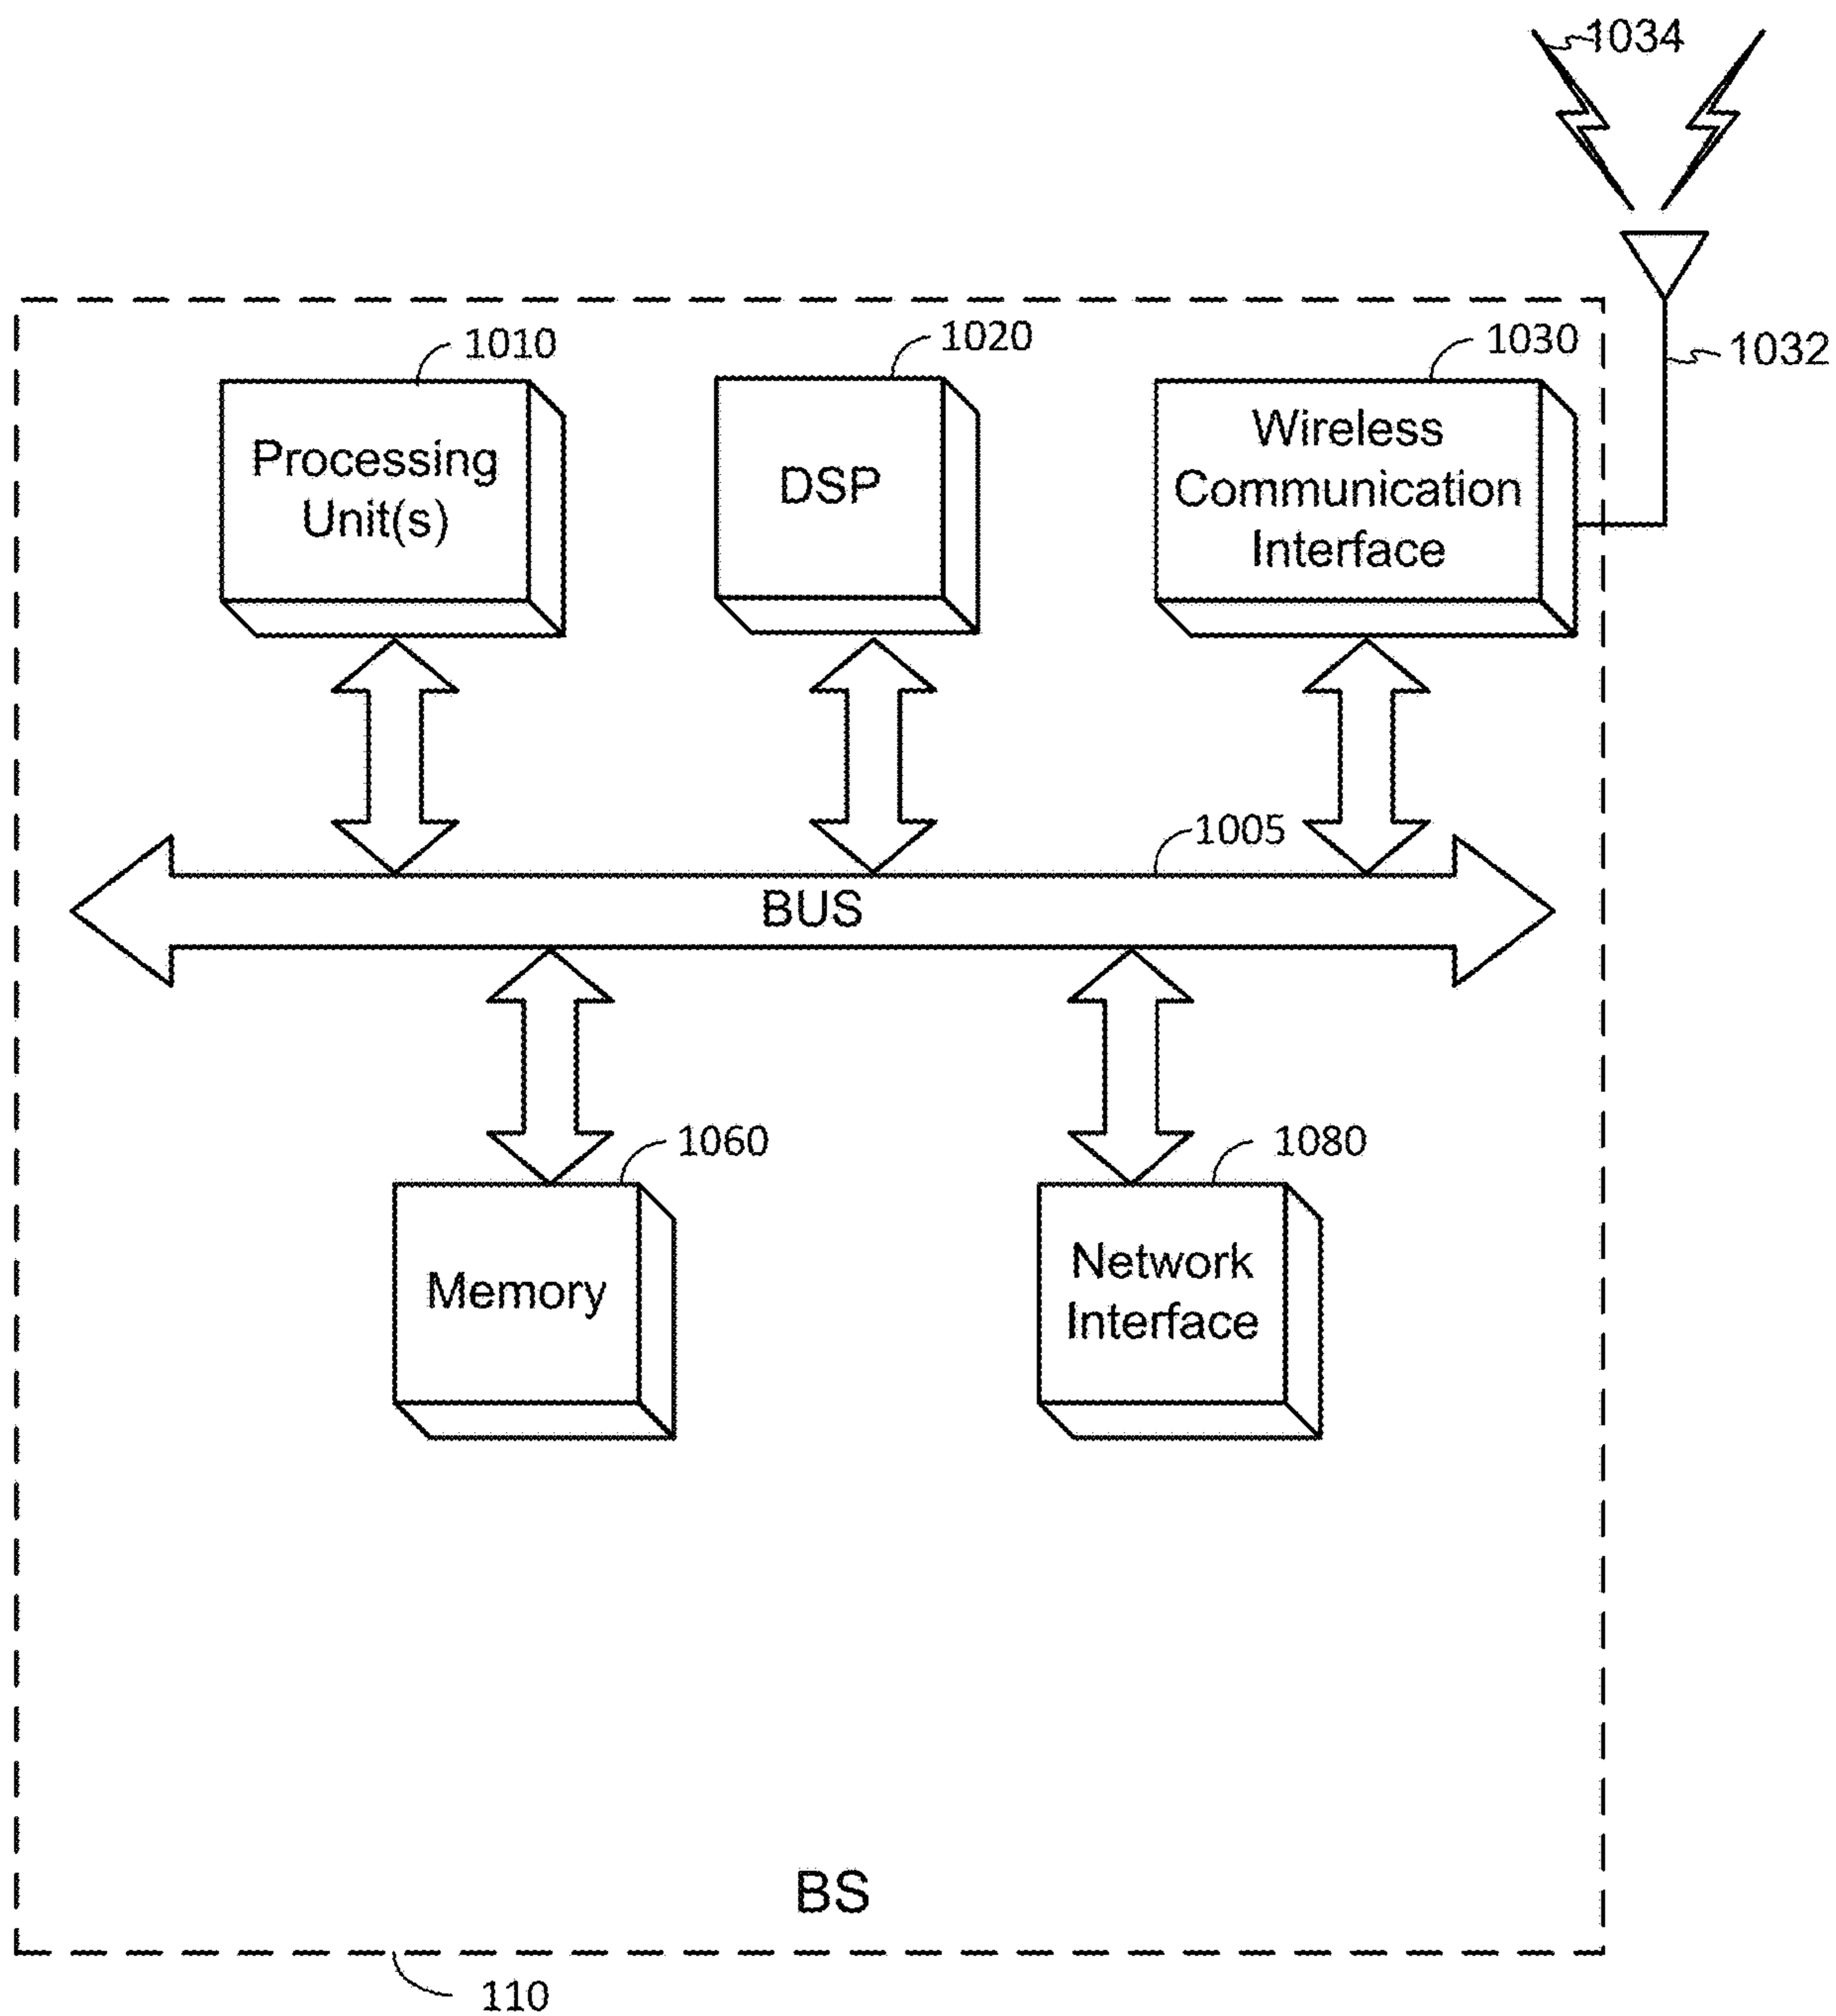 1034
1032
1010
1020
1030
Processing
Unit(s)
DSP
Wireless
Communication
Interface
1005
BUS
1060
1080
Memory
Network
Interface
BS
110